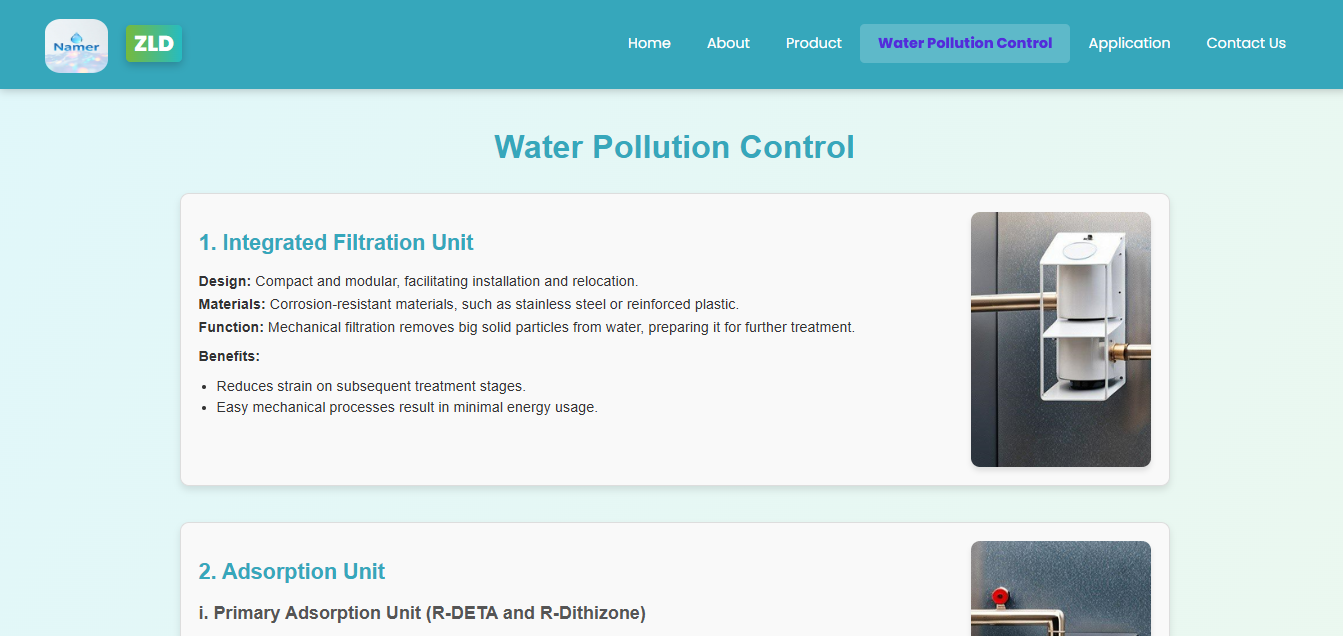 Namer
ZLD
Home
About
Product
Water Pollution Control
Application
Contact Us
Water Pollution Control
1. Integrated Filtration Unit
Design: Compact and modular, facilitating installation and relocation.
Materials: Corrosion-resistant materials, such as stainless steel or reinforced plastic.
Function: Mechanical filtration removes big solid particles from water, preparing it for further treatment.
Benefits:
• Reduces strain on subsequent treatment stages.
• Easy mechanical processes result in minimal energy usage.
2. Adsorption Unit
i. Primary Adsorption Unit (R-DETA and R-Dithizone)